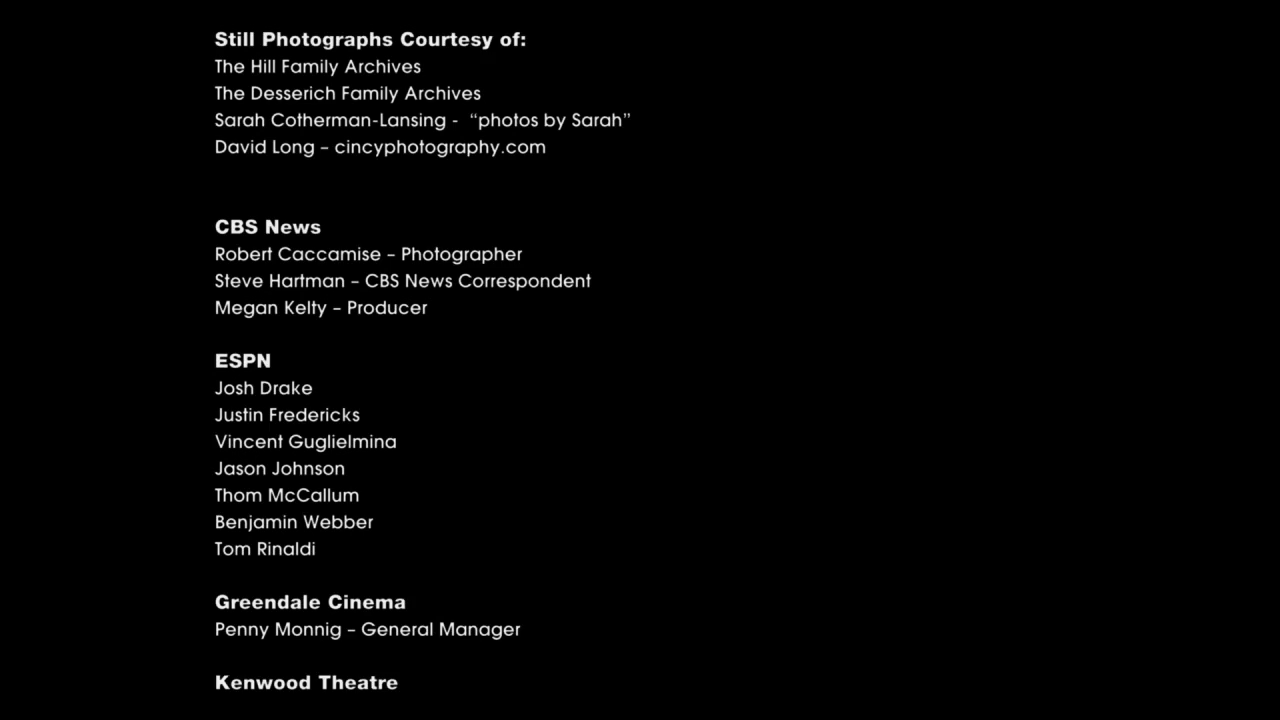 Still Photographs Courtesy of:
The Hill Family Archives
The Desserich Family Archives
Sarah Cotherman-Lansing -  “photos by Sarah”
David Long – cincyphotography.com
CBS News
Robert Caccamise – Photographer
Steve Hartman – CBS News Correspondent
Megan Kelty – Producer
ESPN
Josh Drake
Justin Fredericks
Vincent Guglielmina
Jason Johnson
Thom McCallum
Benjamin Webber
Tom Rinaldi
Greendale Cinema
Penny Monnig – General Manager
Kenwood Theatre